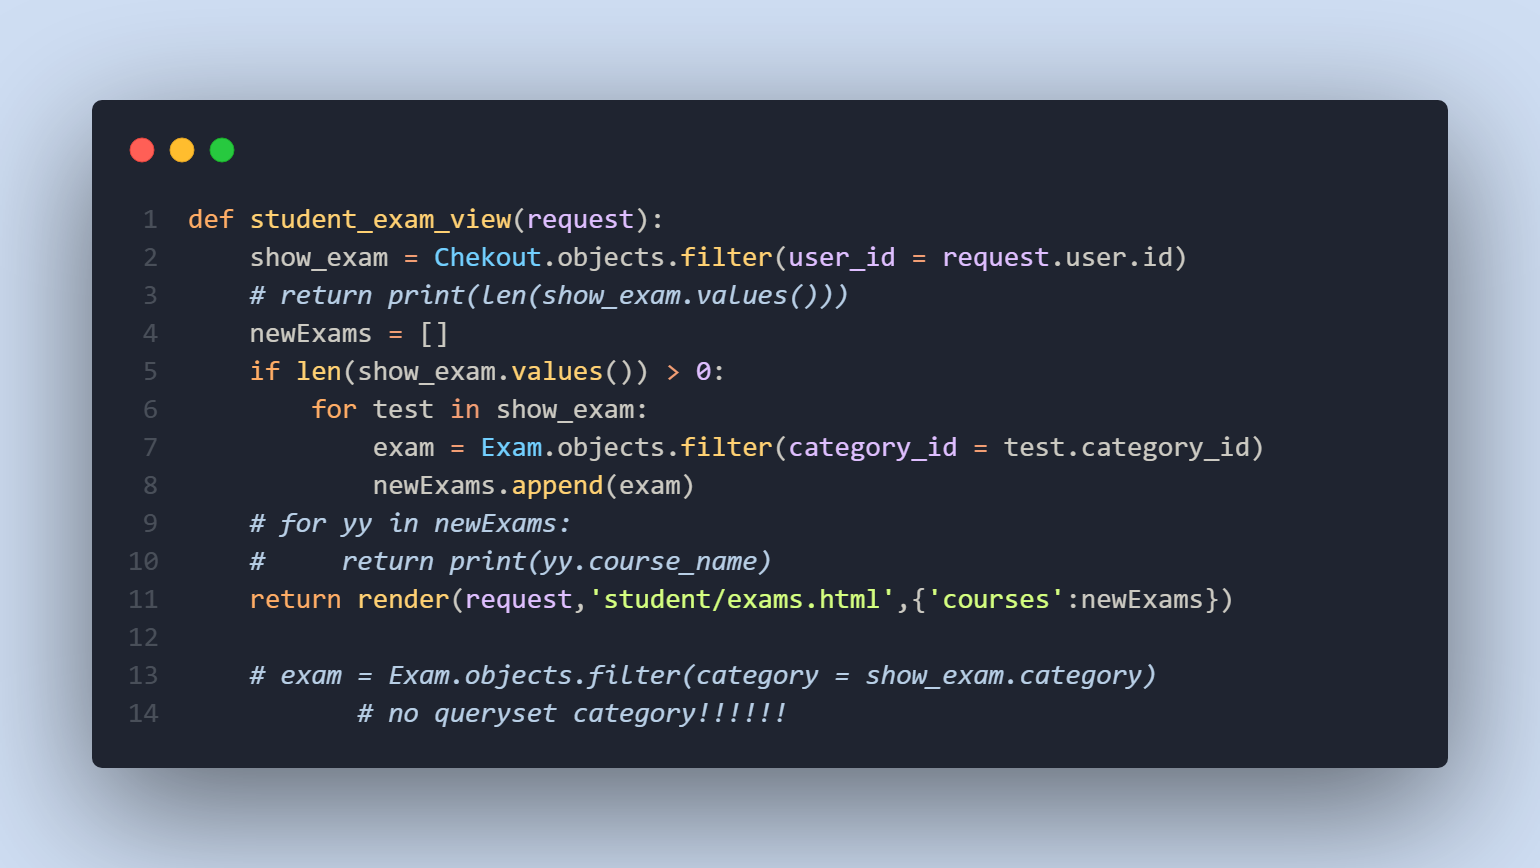 1 def student_exam_view(request):
2     show_exam = Chekout.objects.filter(user_id = request.user.id)
3     # return print(len(show_exam.values()))
4     newExams = []
5     if len(show_exam.values()) > 0:
6         for test in show_exam:
7             exam = Exam.objects.filter(category_id = test.category_id)
8             newExams.append(exam)
9     # for yy in newExams:
10     #     return print(yy.course_name)
11     return render(request,'student/exams.html',{'courses':newExams})
12
13     # exam = Exam.objects.filter(category = show_exam.category)
14            # no queryset category!!!!!!